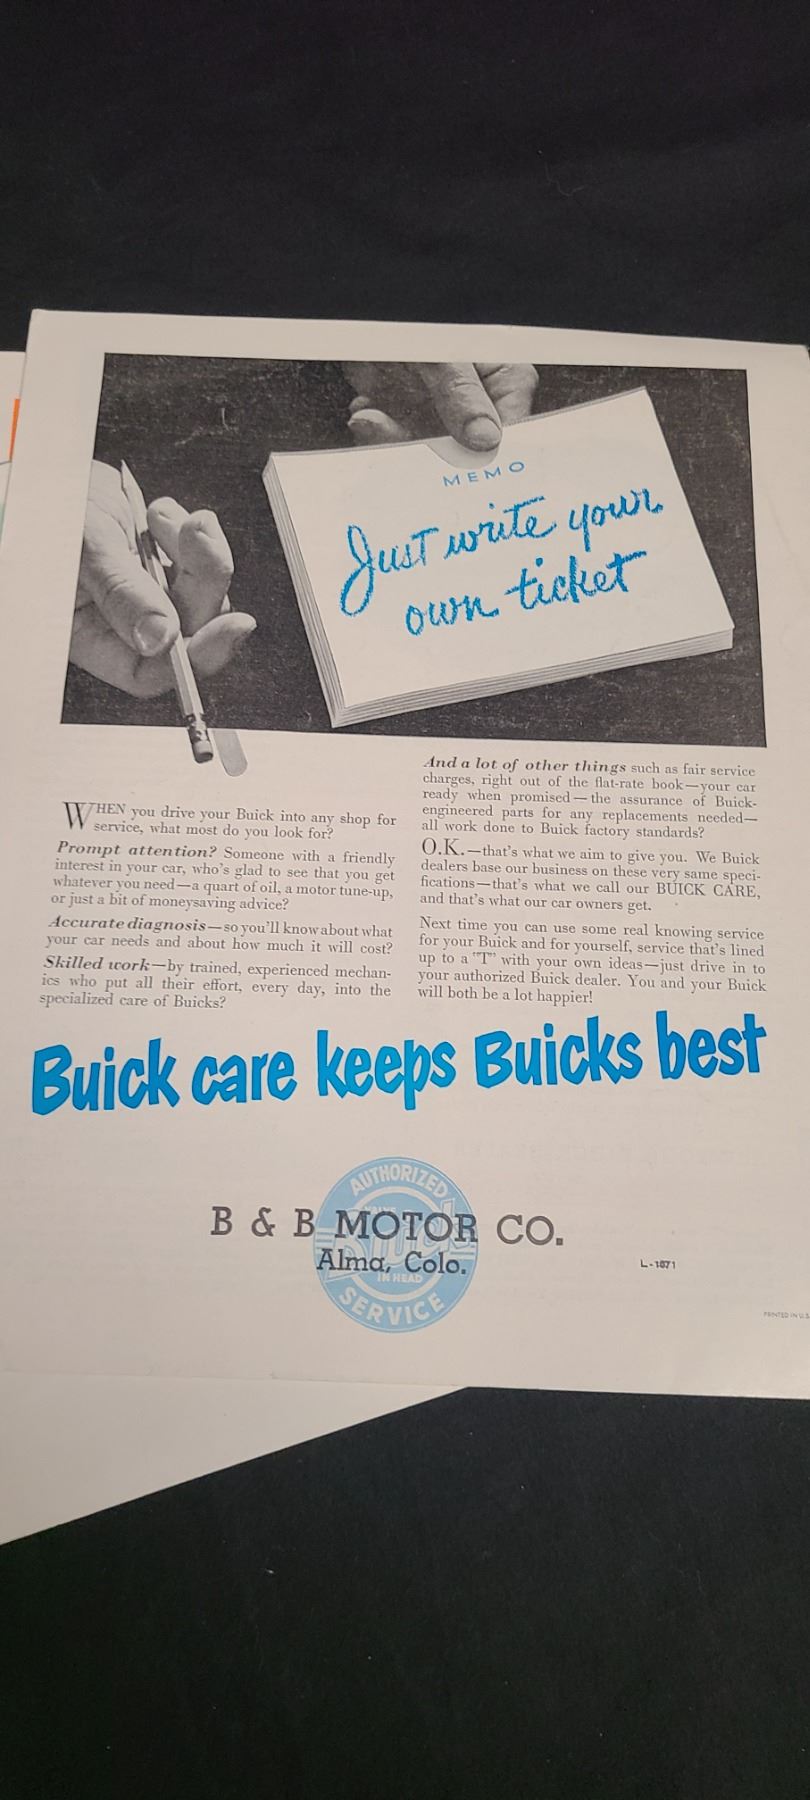 MEMO
Just write your
own ticket
WHEN you drive your Buick into any shop for
service, what most do you look for?
Prompt attention? Someone with a friendly
interest in your car, who's glad to see that you get
whatever you need—a quart of oil, a motor tune-up,
or just a bit of moneysaving advice?
Accurate diagnosis—so you'll know about what
your car needs and about how much it will cost?
Skilled work—by trained, experienced mechan-
ics who put all their effort, every day, into the
specialized care of Buicks?
And a lot of other things such as fair service
charges, right out of the flat-rate book—your car
ready when promised—the assurance of Buick-
engineered parts for any replacements needed—
all work done to Buick factory standards?
O.K.—that's what we aim to give you. We Buick
dealers base our business on these very same speci-
fications—that's what we call our BUICK CARE,
and that's what our car owners get.
Next time you can use some real knowing service
for your Buick and for yourself, service that's lined
up to a "T" with your own ideas—just drive in to
your authorized Buick dealer. You and your Buick
will both be a lot happier!
Buick care keeps Buicks best
AUTHORIZED
Buick
B & B MOTOR CO.
Alma, Colo.
IN HEAD
SERVICE
L-1871
PRINTED IN U.S.